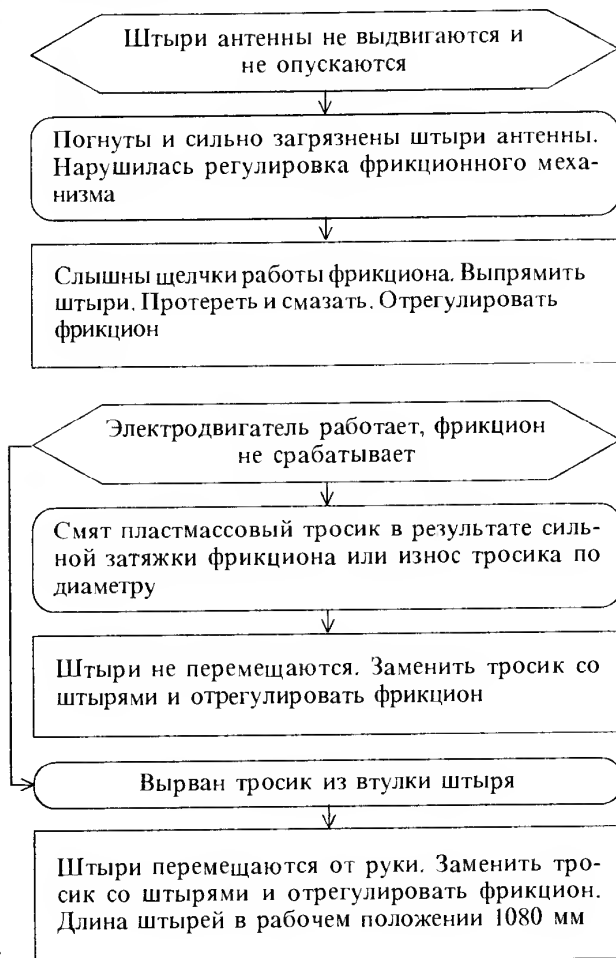 Штыри антенны не выдвигаются и
не опускаются
Погнуты и сильно загрязнены штыри антенны.
Нарушилась регулировка фрикционного меха-
низма
Слышны щелчки работы фрикциона. Выпрямить
штыри. Протереть и смазать. Отрегулировать
фрикцион
Электродвигатель работает, фрикцион
не срабатывает
Смят пластмассовый тросик в результате силь-
ной затяжки фрикциона или износ тросика по
диаметру
Штыри не перемещаются. Заменить тросик со
штырями и отрегулировать фрикцион
Вырван тросик из втулки штыря
Штыри перемещаются от руки. Заменить тро-
сик со штырями и отрегулировать фрикцион.
Длина штырей в рабочем положении 1080 мм